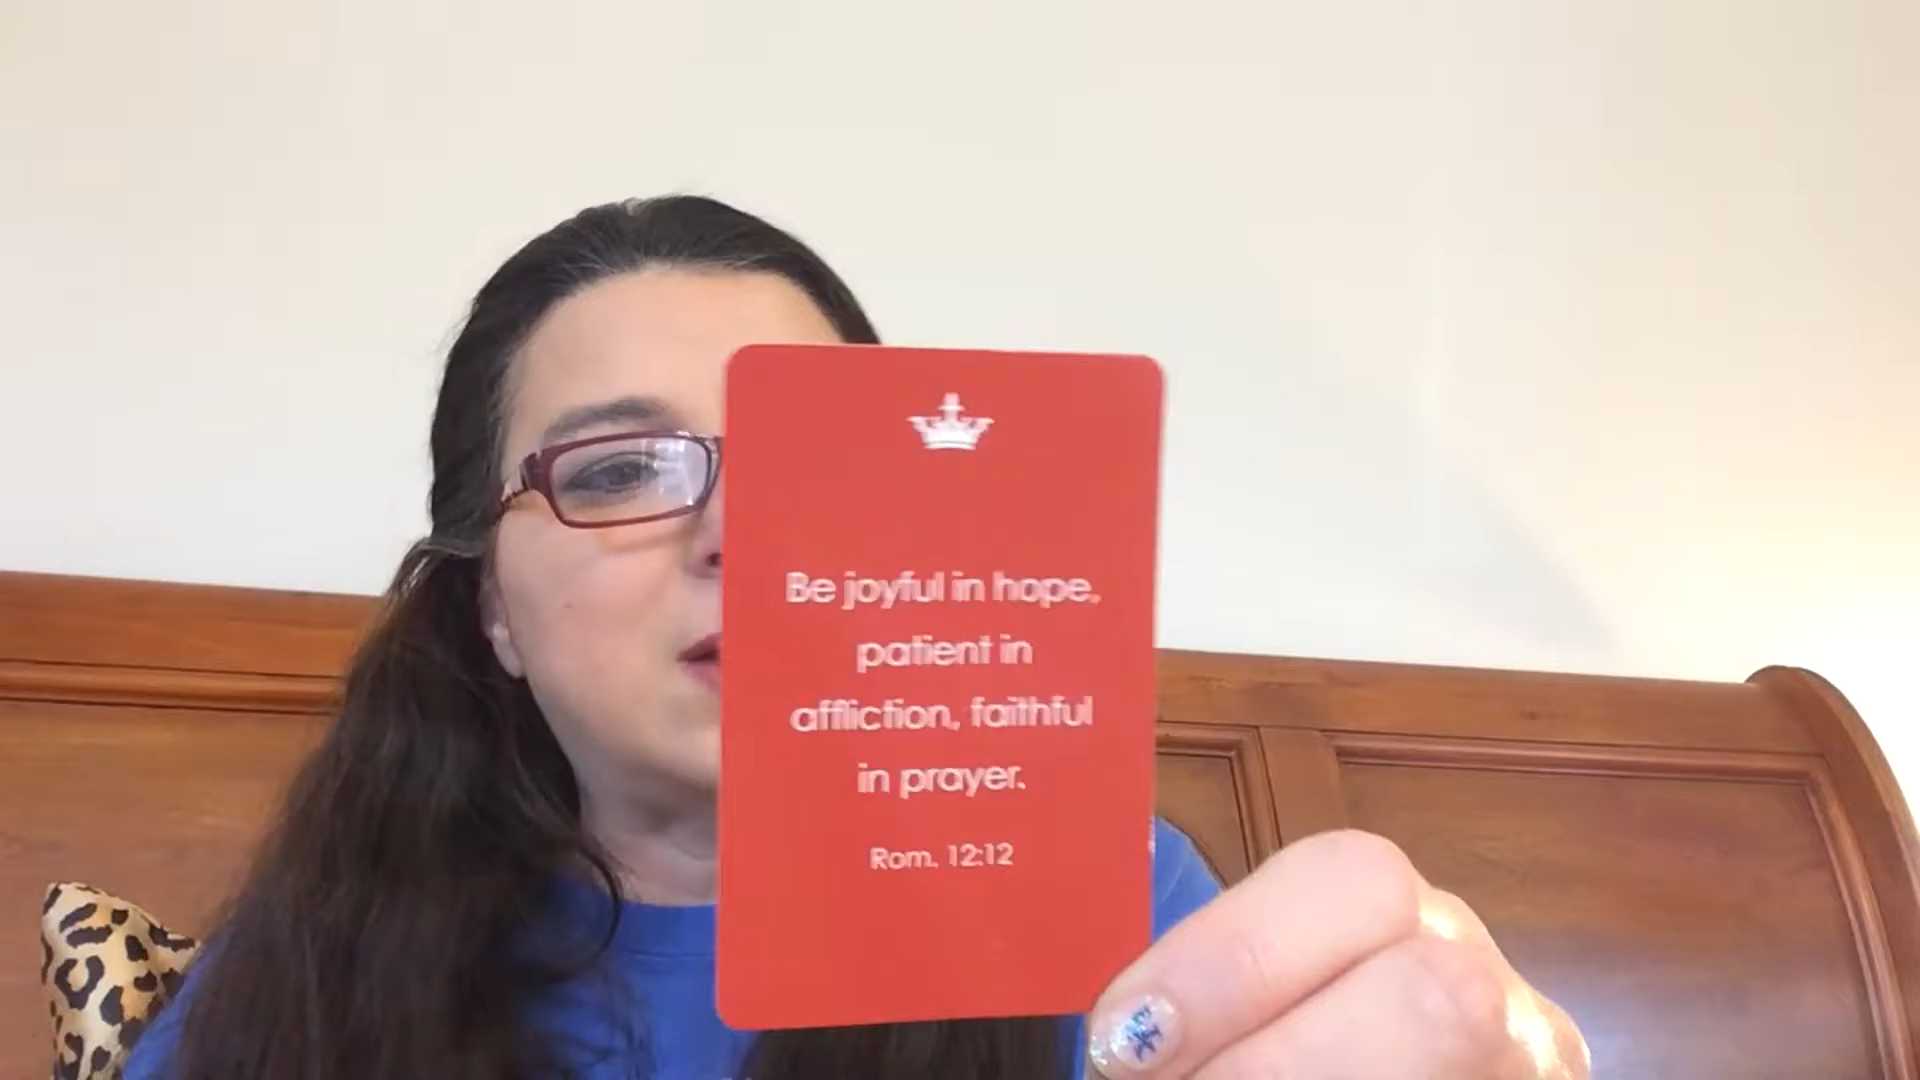 Be joyful in hope,
patient in
affliction, faithful
in prayer.
Rom. 12:12